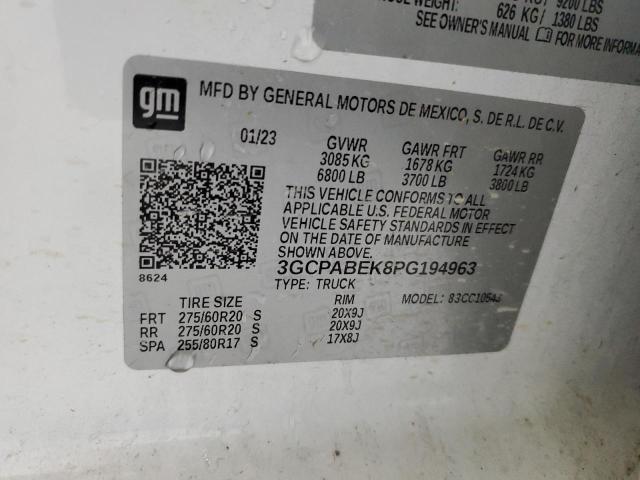 9200 LBS
626 KG / 1380 LBS
SEE OWNER'S MANUAL FOR MORE INFORMATION
gm
MFD BY GENERAL MOTORS DE MEXICO, S. DE R.L. DE C.V.
01/23 GVWR GAWR FRT GAWR RR
3085 KG 1678 KG 1724 KG
6800 LB 3700 LB 3800 LB
THIS VEHICLE CONFORMS TO ALL
APPLICABLE U.S. FEDERAL MOTOR
VEHICLE SAFETY STANDARDS IN EFFECT
ON THE DATE OF MANUFACTURE
SHOWN ABOVE.
8624
3GCPABEK8PG194963
TYPE: TRUCK MODEL:
TIRE SIZE RIM
FRT 275/60R20 S 20X9J
RR 275/60R20 S 20X9J
SPA 255/80R17 S 17X8J